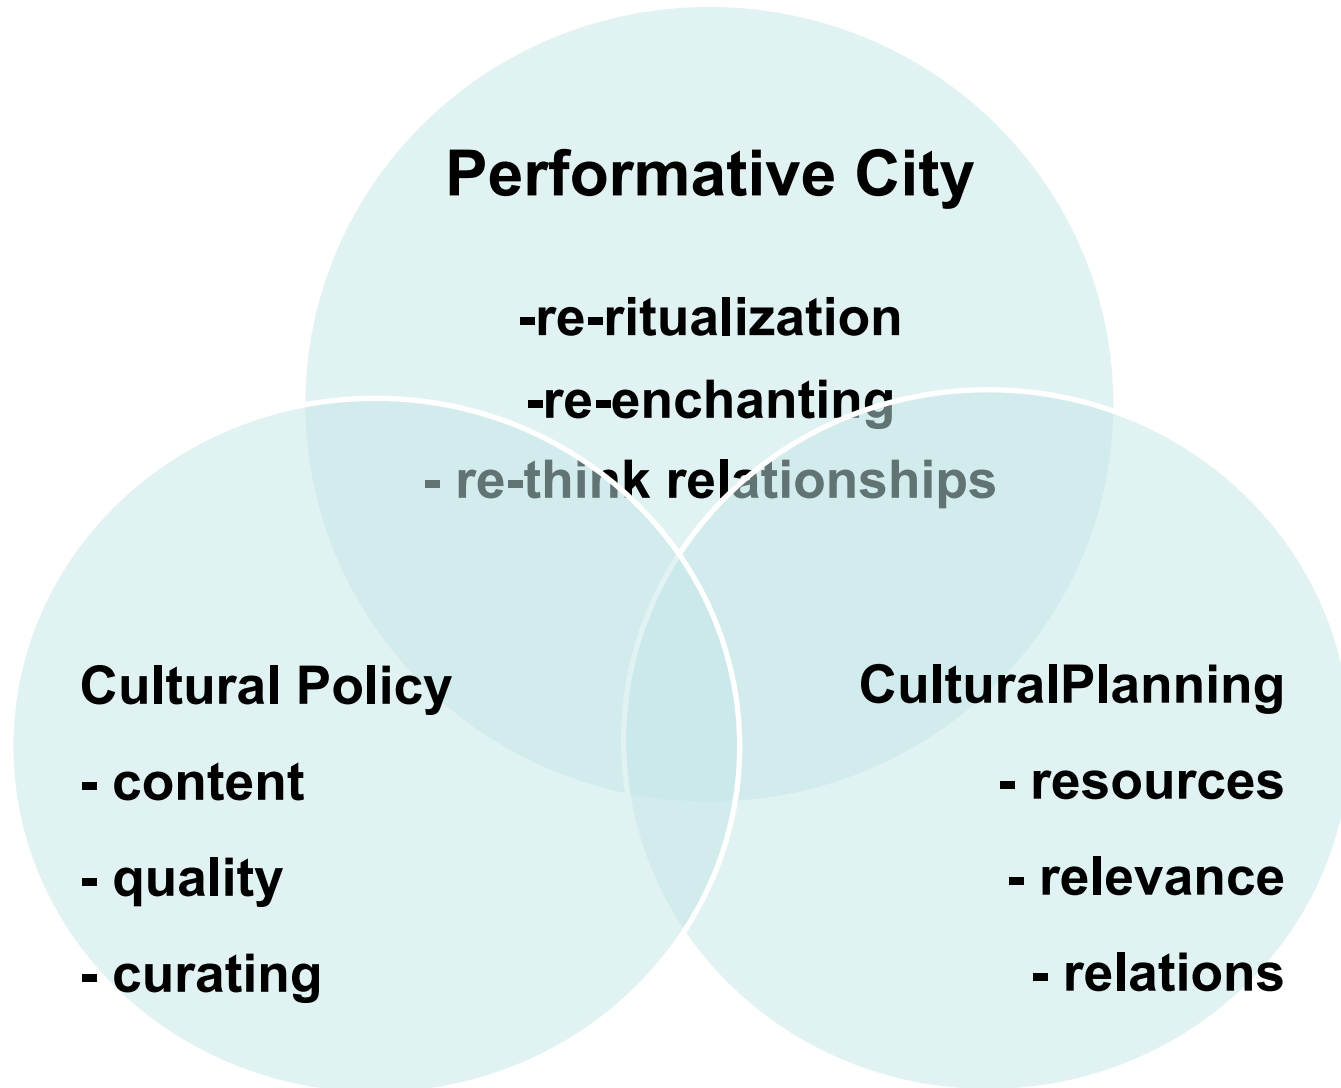 Performative City
-re-ritualization
-re-enchanting
- re-think relationships
Cultural Policy
- content
- quality
- curating
CulturalPlanning
- resources
- relevance
- relations